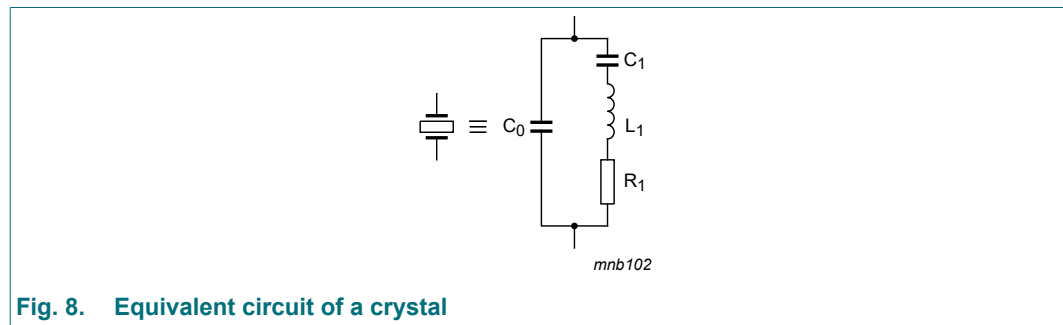 C1
C0
L1
R1
mnb102
Fig. 8. Equivalent circuit of a crystal